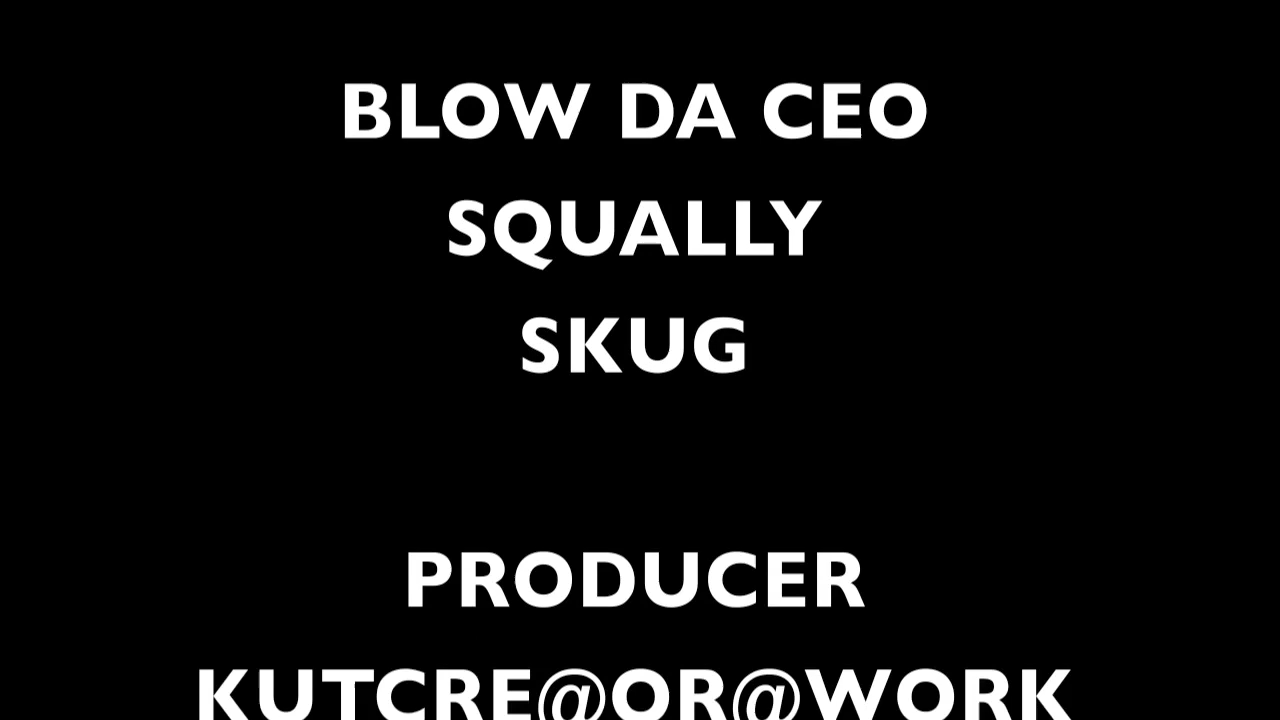 BLOW DA CEO
SQUALLY
SKUG
PRODUCER
KUTCRE@OR@WORK